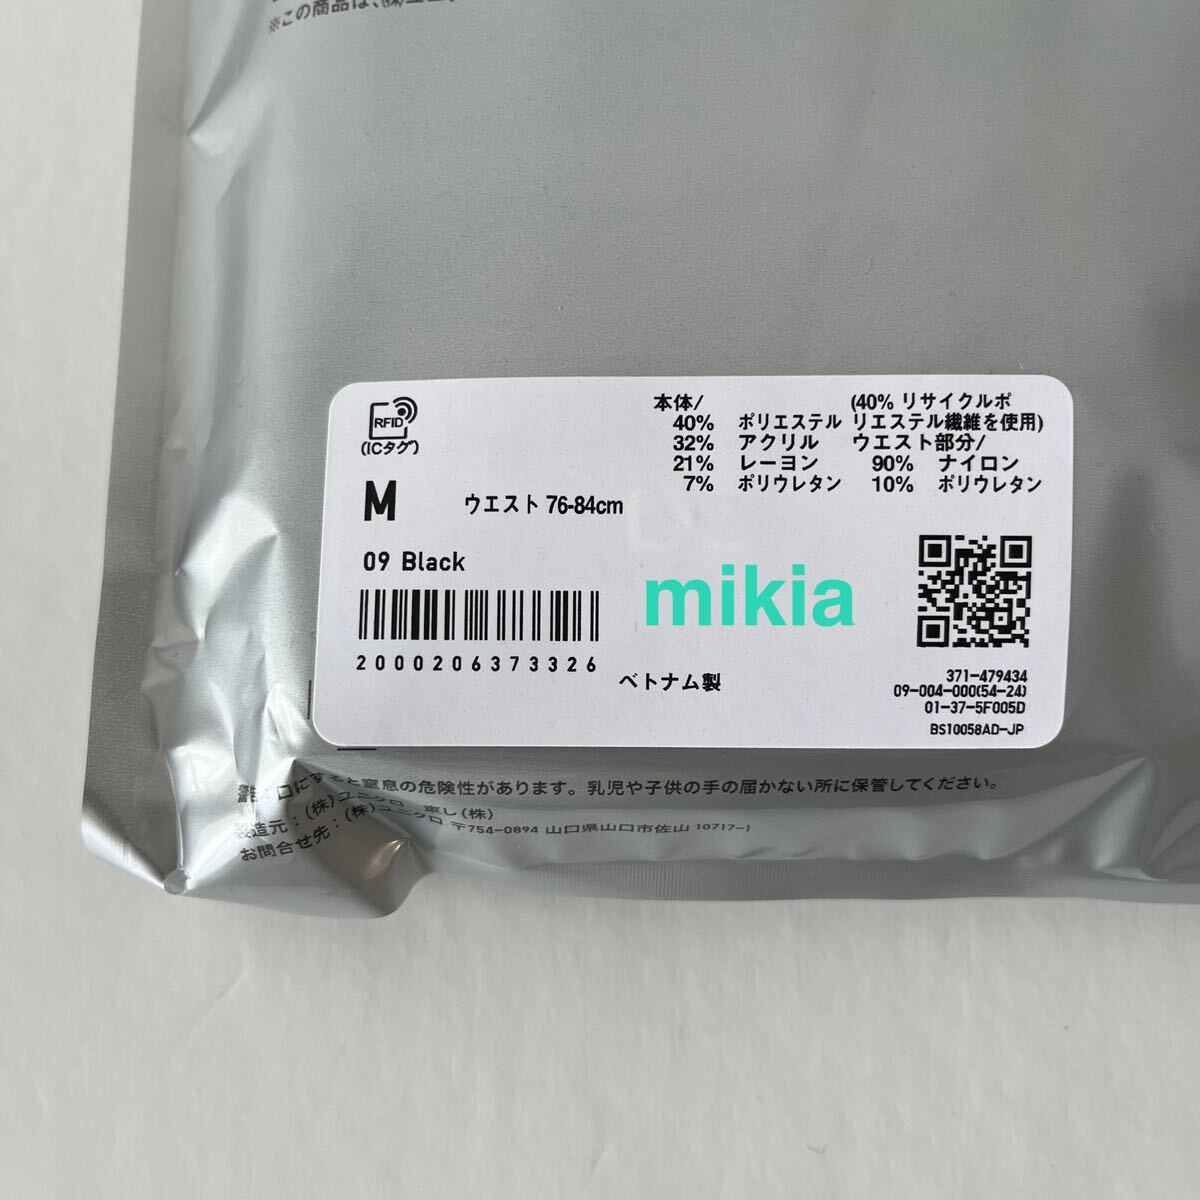 ※この商品は、(株)ユニ
RFID
(ICタグ)
本体/
40% ポリエステル
32% アクリル
21% レーヨン
7% ポリウレタン
(40% リサイクルポ
リエステル繊維を使用)
ウエスト部分/
90% ナイロン
10% ポリウレタン
M ウエスト 76-84cm
09 Black
mikia
2000206373326
ベトナム製
371-479434
09-004-000(54-24)
01-37-5F005D
BS10058AD-JP
警告:口にすると窒息の危険性があります。乳児や子供の手の届かない所に保管してください。
製造元:(株)ユニクロ 東レ(株)
お問合せ先:(株)ユニクロ 〒754-0894 山口県山口市佐山 10717-1